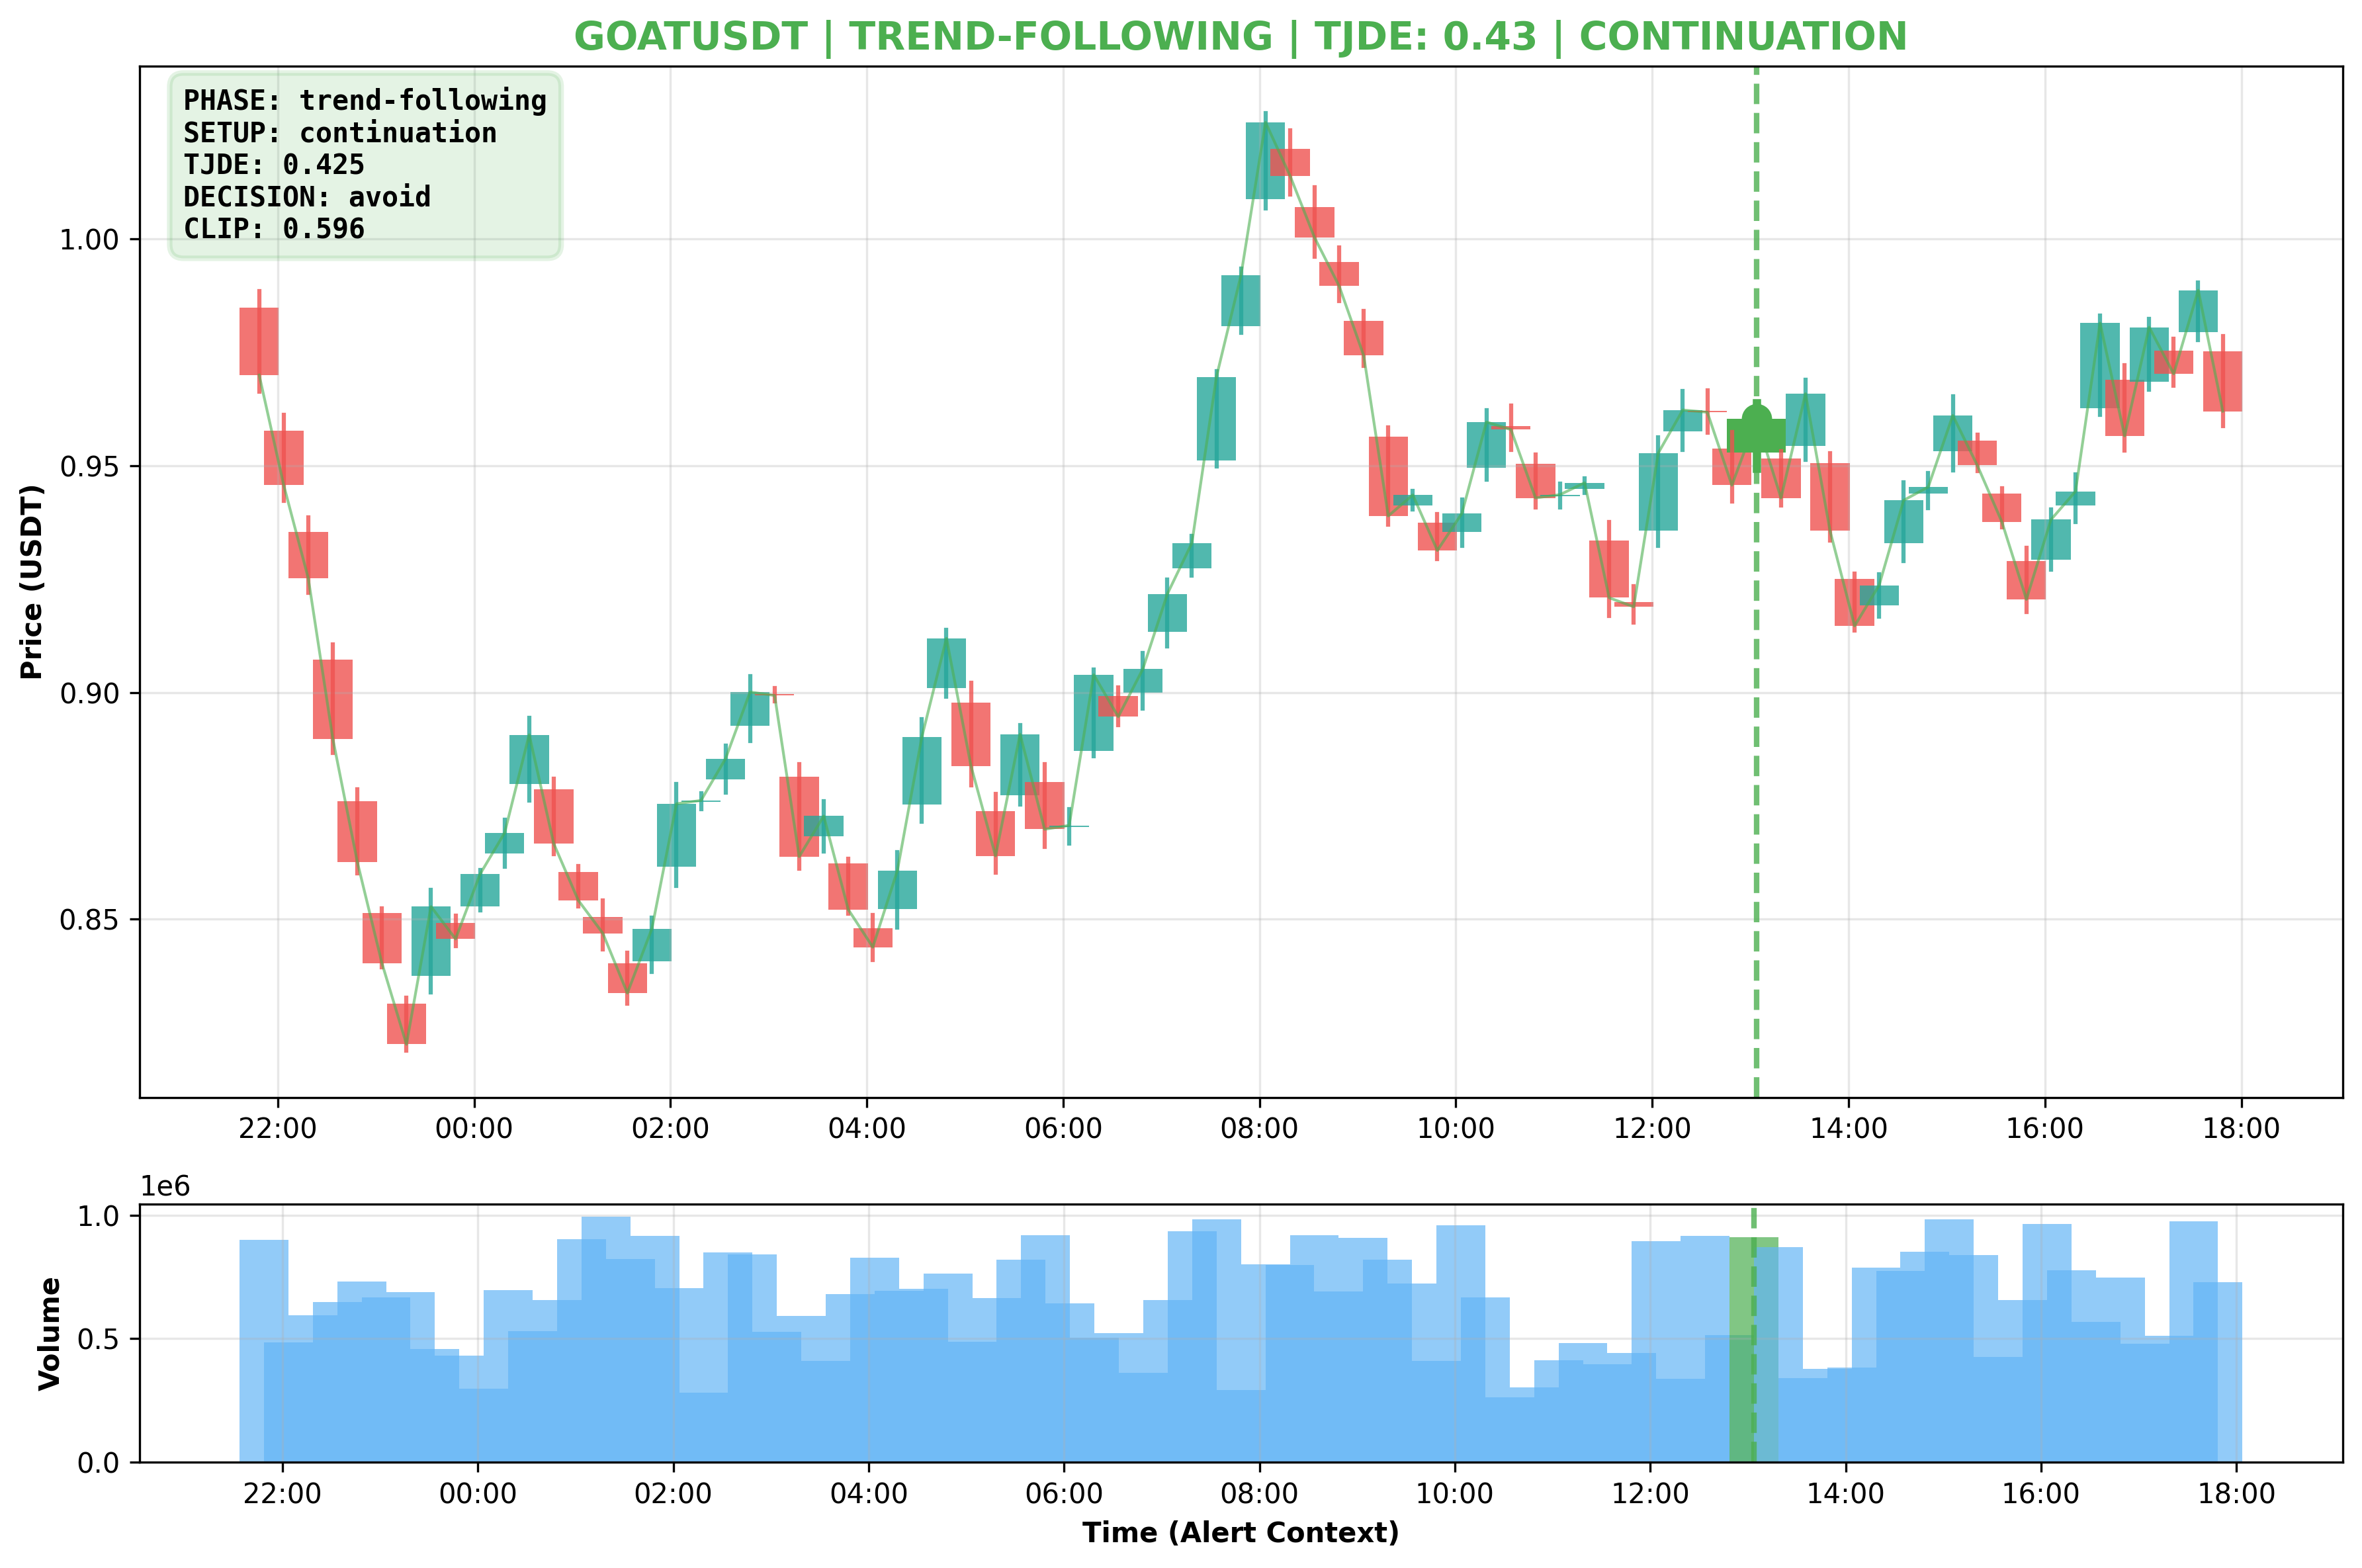 GOATUSDT | TREND-FOLLOWING | TJDE: 0.43 | CONTINUATION
PHASE: trend-following
SETUP: continuation
TJDE: 0.425
DECISION: avoid
CLIP: 0.596
Price (USDT)
1.00
0.95
0.90
0.85
22:00 00:00 02:00 04:00 06:00 08:00 10:00 12:00 14:00 16:00 18:00
1e6
Volume
1.0
0.5
0.0
22:00 00:00 02:00 04:00 06:00 08:00 10:00 12:00 14:00 16:00 18:00
Time (Alert Context)